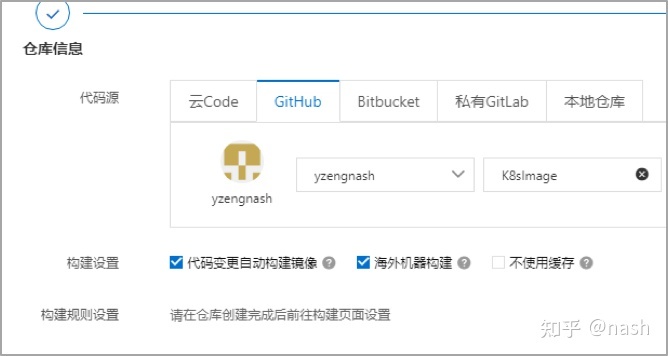 仓库信息
代码源
云Code GitHub Bitbucket 私有GitLab 本地仓库
yzengnash K8sImage
yzengnash
构建设置 代码变更自动构建镜像 ? 海外机器构建 ? 不使用缓存 ?
构建规则设置 请在仓库创建完成后前往构建页面设置
知乎 @nash